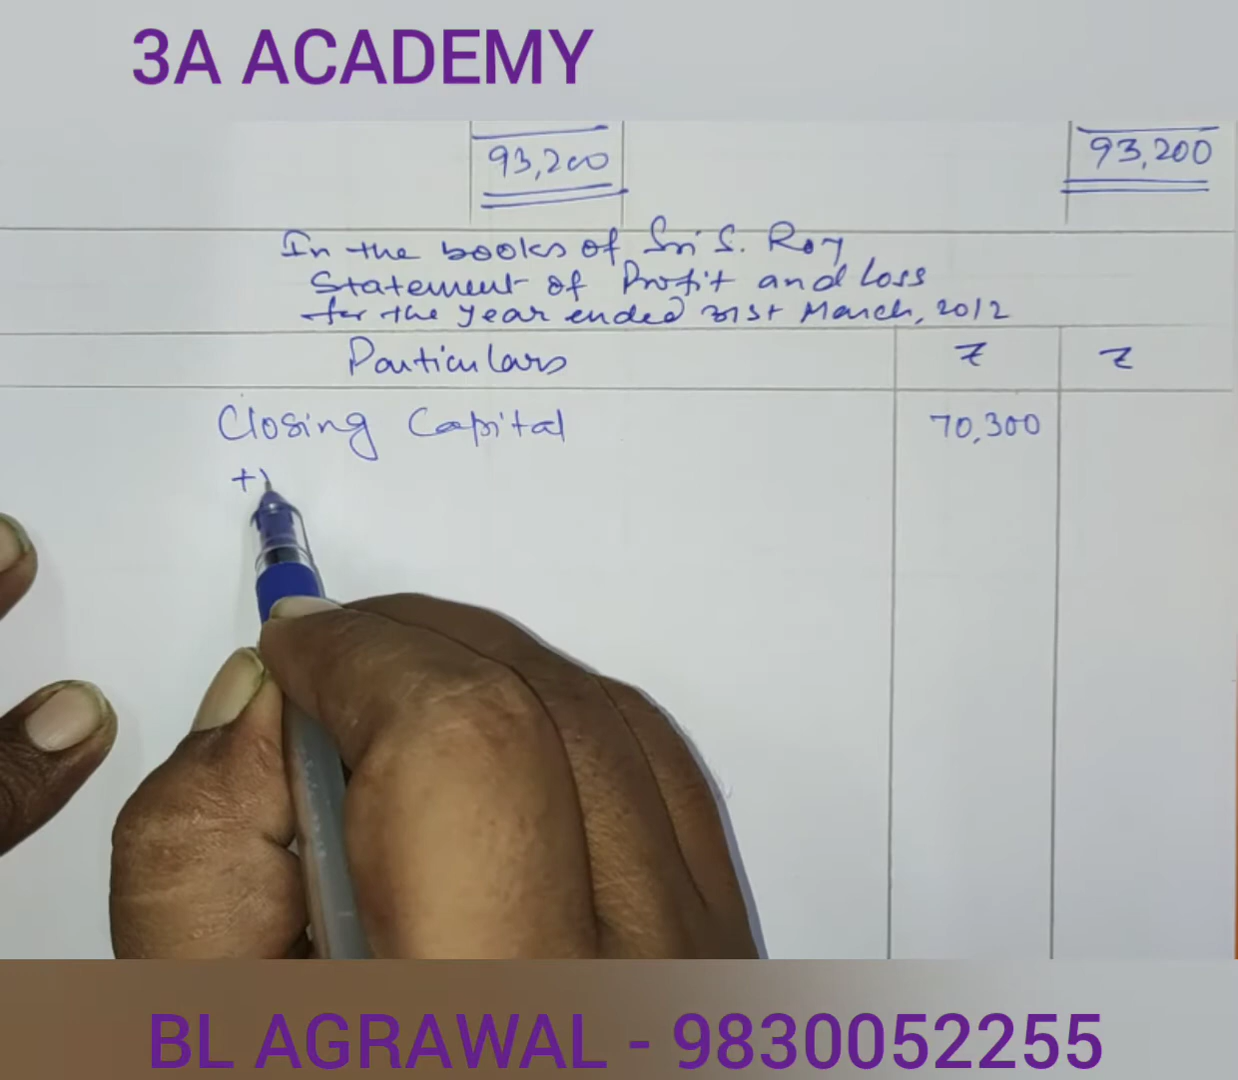 3A ACADEMY
93,200 93,200
In the books of Sri S. Roy
Statement of Profit and Loss
for the year ended 31st March, 2012
Particulars ₹ ₹
Closing Capital 70,300
+)
BL AGRAWAL - 9830052255